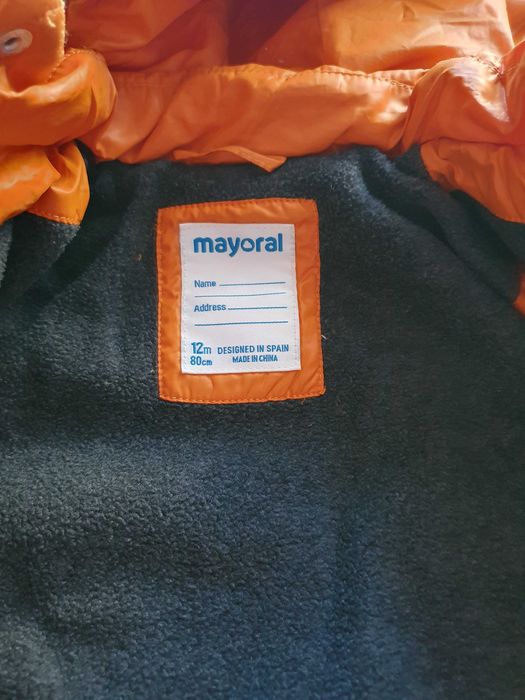 mayoral
Name
Address
12m DESIGNED IN SPAIN
80cm MADE IN CHINA